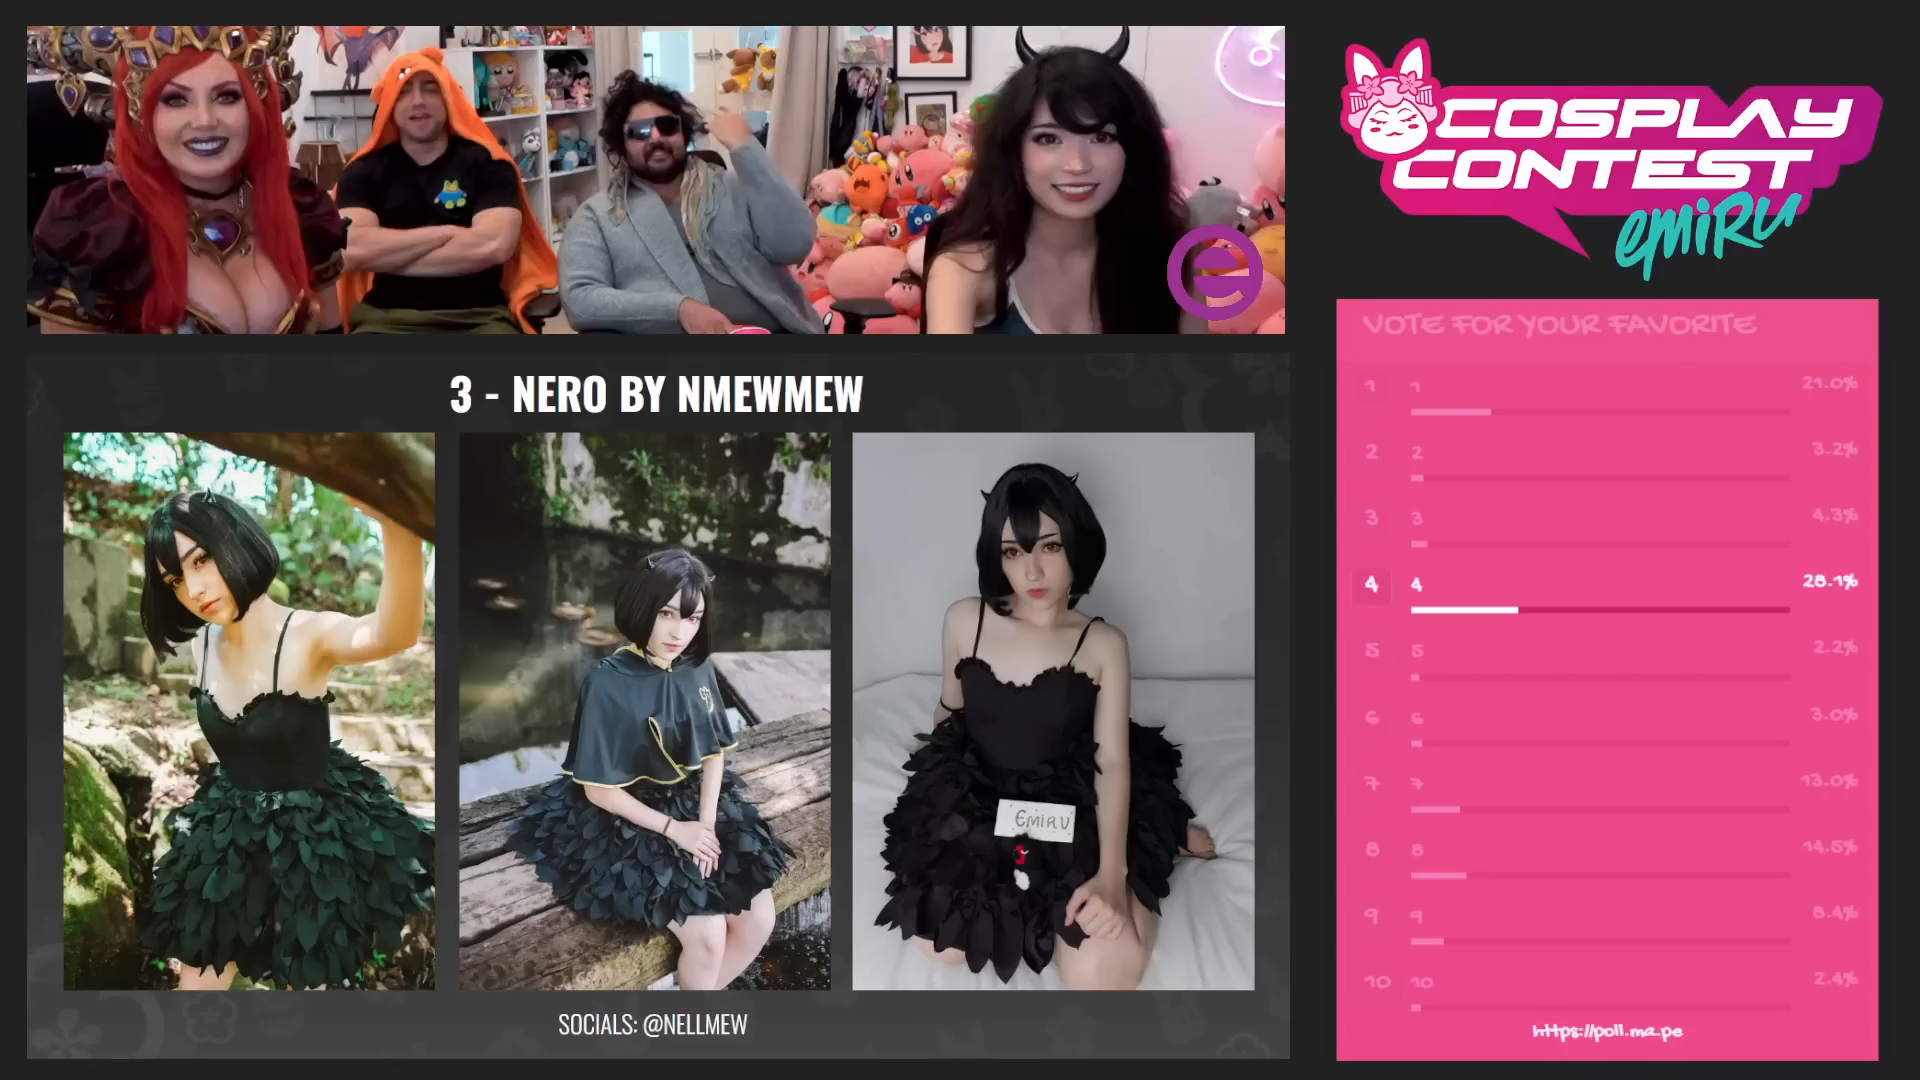 COSPLAY
CONTEST
emiru
3 - NERO BY NMEWMEW
EMIRU
SOCIALS: @NELLMEW
VOTE FOR YOUR FAVORITE
1 1 21.0%
2 2 3.2%
3 3 4.3%
4 4 28.1%
5 5 2.2%
6 6 3.0%
7 7 13.0%
8 8 14.5%
9 9 8.4%
10 10 2.4%
https://poll.ma.pe